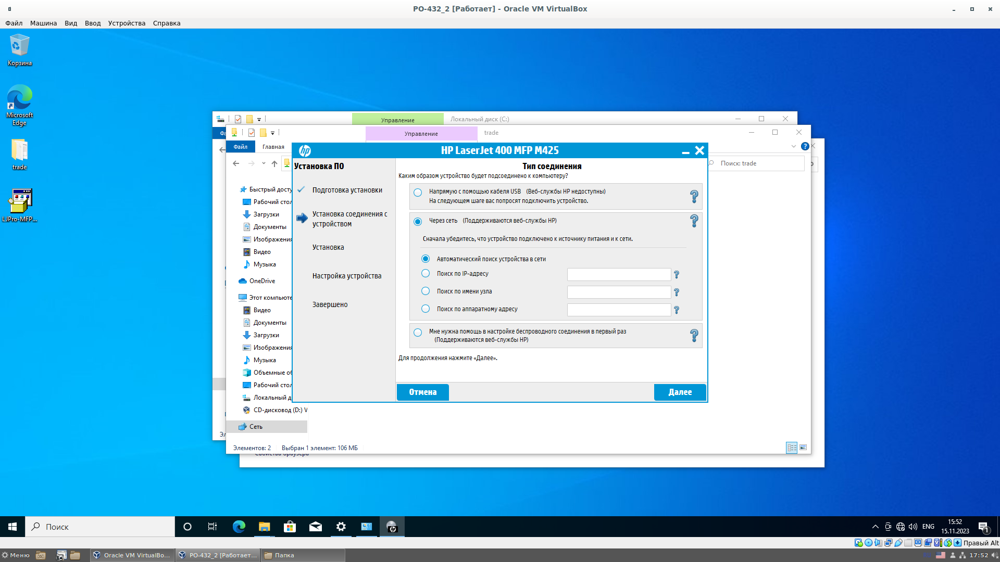 PO-432_2 [Работает] - Oracle VM VirtualBox
Файл Машина Вид Ввод Устройства Справка
Корзина
Microsoft
Edge
trade
LJPro-MFP...
Управление
Локальный диск (C:)
Управление
trade
Файл
Главная
Поиск: trade
Быстрый досту
Рабочий стол
Загрузки
Документы
Изображения
Видео
Музыка
OneDrive
Этот компьюте
Видео
Документы
Загрузки
Изображения
Музыка
Объемные об
Рабочий стол
Локальный д
CD-дисковод (D:) V
Сеть
Элементов: 2 Выбран 1 элемент: 106 МБ
hp
HP LaserJet 400 MFP M425
Установка ПО
Подготовка установки
Установка соединения с
устройством
Установка
Настройка устройства
Завершено
Тип соединения
Каким образом устройство будет подсоединено к компьютеру?
Напрямую с помощью кабеля USB (Веб-службы HP недоступны)
На следующем шаге вас попросят подключить устройство.
Через сеть (Поддерживаются веб-службы HP)
Сначала убедитесь, что устройство подключено к источнику питания и к сети.
Автоматический поиск устройства в сети
Поиск по IP-адресу
Поиск по имени узла
Поиск по аппаратному адресу
Мне нужна помощь в настройке беспроводного соединения в первый раз
(Поддерживаются веб-службы HP)
Для продолжения нажмите «Далее».
Отмена
Далее
Поиск
ENG
15:52
15.11.2023
1
Правый Alt
Меню
Oracle VM VirtualBo...
PO-432_2 [Работает...
Папка
17:52